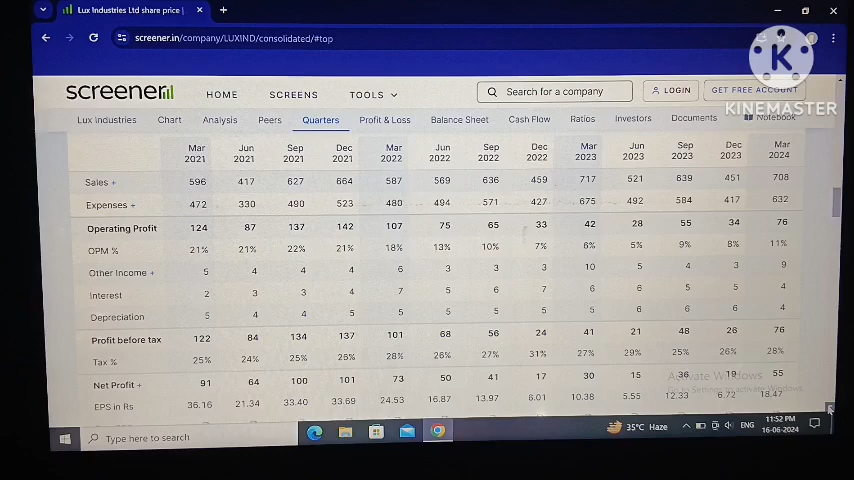 Lux Industries Ltd share price |
screener.in/company/LUXIND/consolidated/#top
K
KINEMASTER
screener
HOME SCREENS TOOLS
Search for a company
LOGIN GET FREE ACCOUNT
Lux Industries Chart Analysis Peers Quarters Profit & Loss Balance Sheet Cash Flow Ratios Investors Documents Notebook
Mar 2021 Jun 2021 Sep 2021 Dec 2021 Mar 2022 Jun 2022 Sep 2022 Dec 2022 Mar 2023 Jun 2023 Sep 2023 Dec 2023 Mar 2024
Sales + 596 417 627 664 587 569 636 459 717 521 639 451 708
Expenses + 472 330 490 523 480 494 571 427 675 492 584 417 632
Operating Profit 124 87 137 142 107 75 65 33 42 28 55 34 76
OPM % 21% 21% 22% 21% 18% 13% 10% 7% 6% 5% 9% 8% 11%
Other Income + 5 4 4 4 6 3 3 3 10 5 4 3 9
Interest 2 3 3 4 7 5 6 7 6 6 5 5 4
Depreciation 5 4 4 5 5 5 5 5 5 6 6 6 4
Profit before tax 122 84 134 137 101 68 56 24 41 21 48 26 76
Tax % 25% 24% 25% 26% 28% 26% 27% 31% 27% 29% 25% 26% 28%
Net Profit + 91 64 100 101 73 50 41 17 30 15 36 19 55
EPS in Rs 36.16 21.34 33.40 33.69 24.53 16.87 13.97 6.01 10.38 5.55 12.33 6.72 18.47
Activate Windows
Go to Settings to activate Windows.
Type here to search
35°C Haze
ENG
11:52 PM
16-06-2024